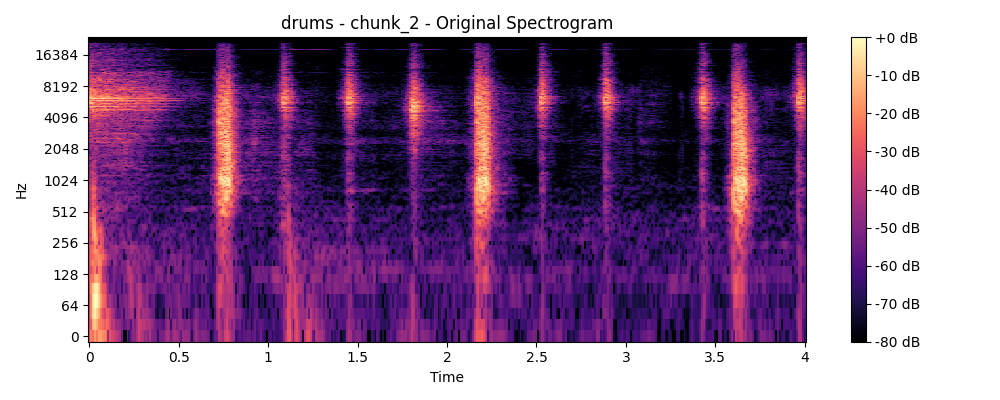 drums - chunk_2 - Original Spectrogram
Hz
16384
8192
4096
2048
1024
512
256
128
64
0
0
0.5
1
1.5
2
2.5
3
3.5
4
Time
+0 dB
-10 dB
-20 dB
-30 dB
-40 dB
-50 dB
-60 dB
-70 dB
-80 dB